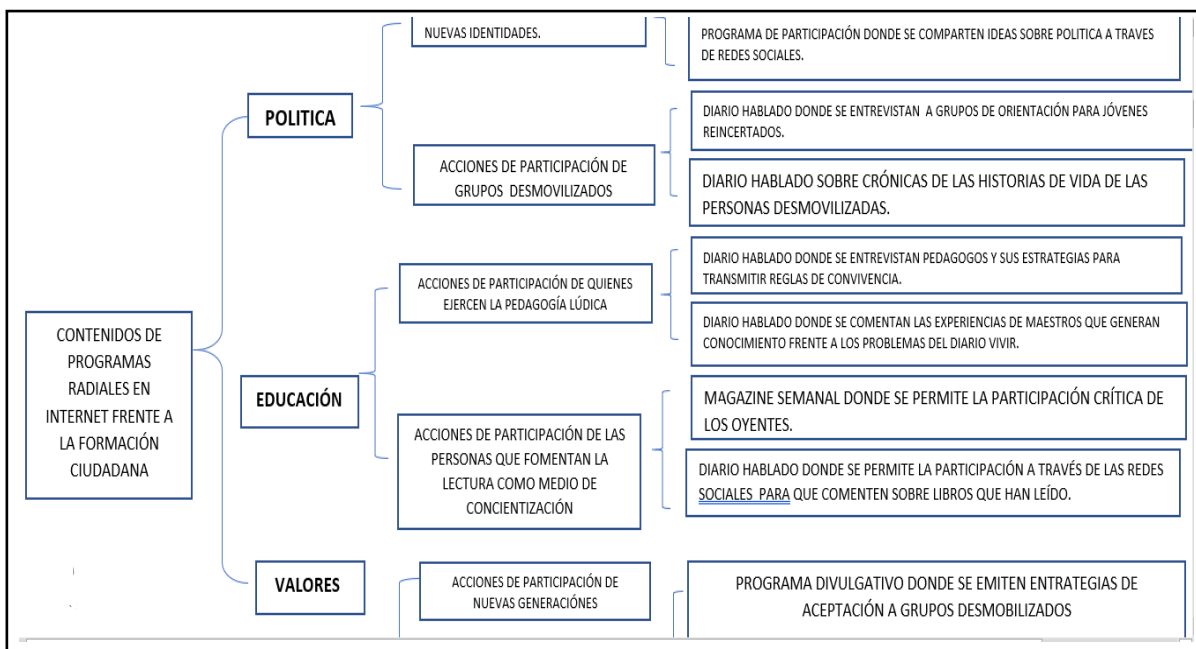 NUEVAS IDENTIDADES.
PROGRAMA DE PARTICIPACIÓN DONDE SE COMPARTEN IDEAS SOBRE POLITICA A TRAVES
DE REDES SOCIALES.
POLITICA
DIARIO HABLADO DONDE SE ENTREVISTAN A GRUPOS DE ORIENTACIÓN PARA JÓVENES
REINCERTADOS.
ACCIONES DE PARTICIPACIÓN DE
GRUPOS DESMOVILIZADOS
DIARIO HABLADO SOBRE CRÓNICAS DE LAS HISTORIAS DE VIDA DE LAS
PERSONAS DESMOVILIZADAS.
CONTENIDOS DE
PROGRAMAS
RADIALES EN
INTERNET FRENTE A
LA FORMACIÓN
CIUDADANA
EDUCACIÓN
ACCIONES DE PARTICIPACIÓN DE QUIENES
EJERCEN LA PEDAGOGÍA LÚDICA
DIARIO HABLADO DONDE SE ENTREVISTAN PEDAGOGOS Y SUS ESTRATEGIAS PARA
TRANSMITIR REGLAS DE CONVIVENCIA.
DIARIO HABLADO DONDE SE COMENTAN LAS EXPERIENCIAS DE MAESTROS QUE GENERAN
CONOCIMIENTO FRENTE A LOS PROBLEMAS DEL DIARIO VIVIR.
ACCIONES DE PARTICIPACIÓN DE LAS
PERSONAS QUE FOMENTAN LA
LECTURA COMO MEDIO DE
CONCIENTIZACIÓN
MAGAZINE SEMANAL DONDE SE PERMITE LA PARTICIPACIÓN CRÍTICA DE
LOS OYENTES.
DIARIO HABLADO DONDE SE PERMITE LA PARTICIPACIÓN A TRAVÉS DE LAS REDES
SOCIALES PARA QUE COMENTEN SOBRE LIBROS QUE HAN LEÍDO.
VALORES
ACCIONES DE PARTICIPACIÓN DE
NUEVAS GENERACIÓNES
PROGRAMA DIVULGATIVO DONDE SE EMITEN ENTRATEGIAS DE
ACEPTACIÓN A GRUPOS DESMOBILIZADOS